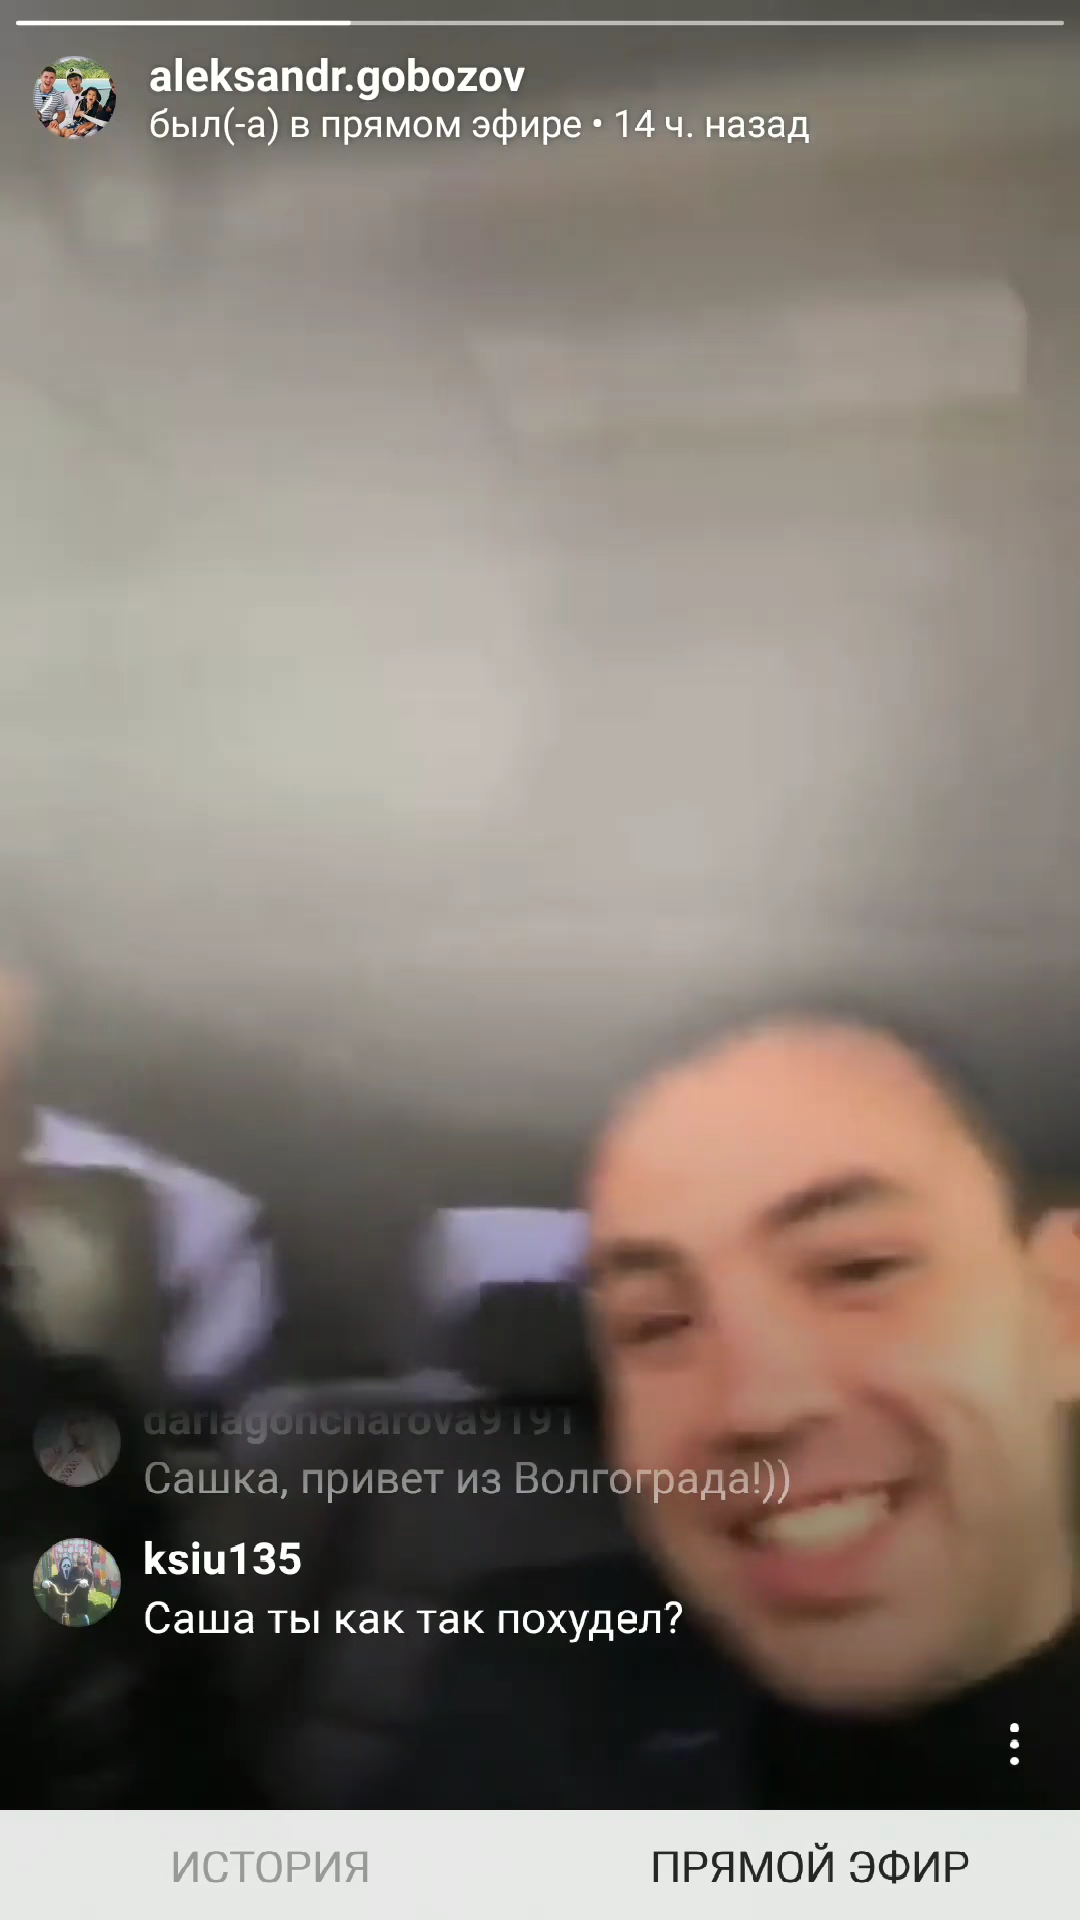 aleksandr.gobozov
был(-а) в прямом эфире • 14 ч. назад
dariagoncharova9191
Сашка, привет из Волгограда!))
ksiu135
Саша ты как так похудел?
ИСТОРИЯ
ПРЯМОЙ ЭФИР